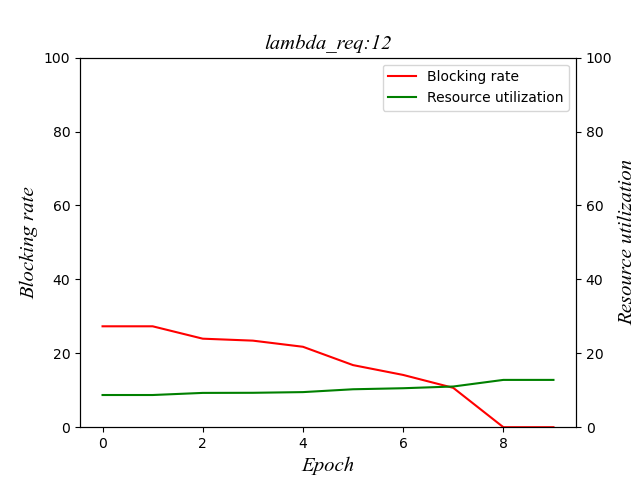 lambda_req:12
Blocking rate
Resource utilization
100
80
60
40
20
0
100
80
60
40
20
0
Blocking rate
Resource utilization
0 2 4 6 8
Epoch